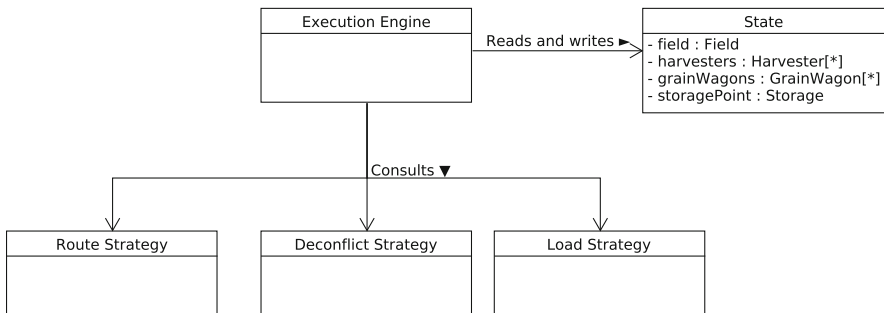 Execution Engine
State
Reads and writes ►
- field : Field
- harvesters : Harvester[*]
- grainWagons : GrainWagon[*]
- storagePoint : Storage
Consults ▼
Route Strategy
Deconflict Strategy
Load Strategy